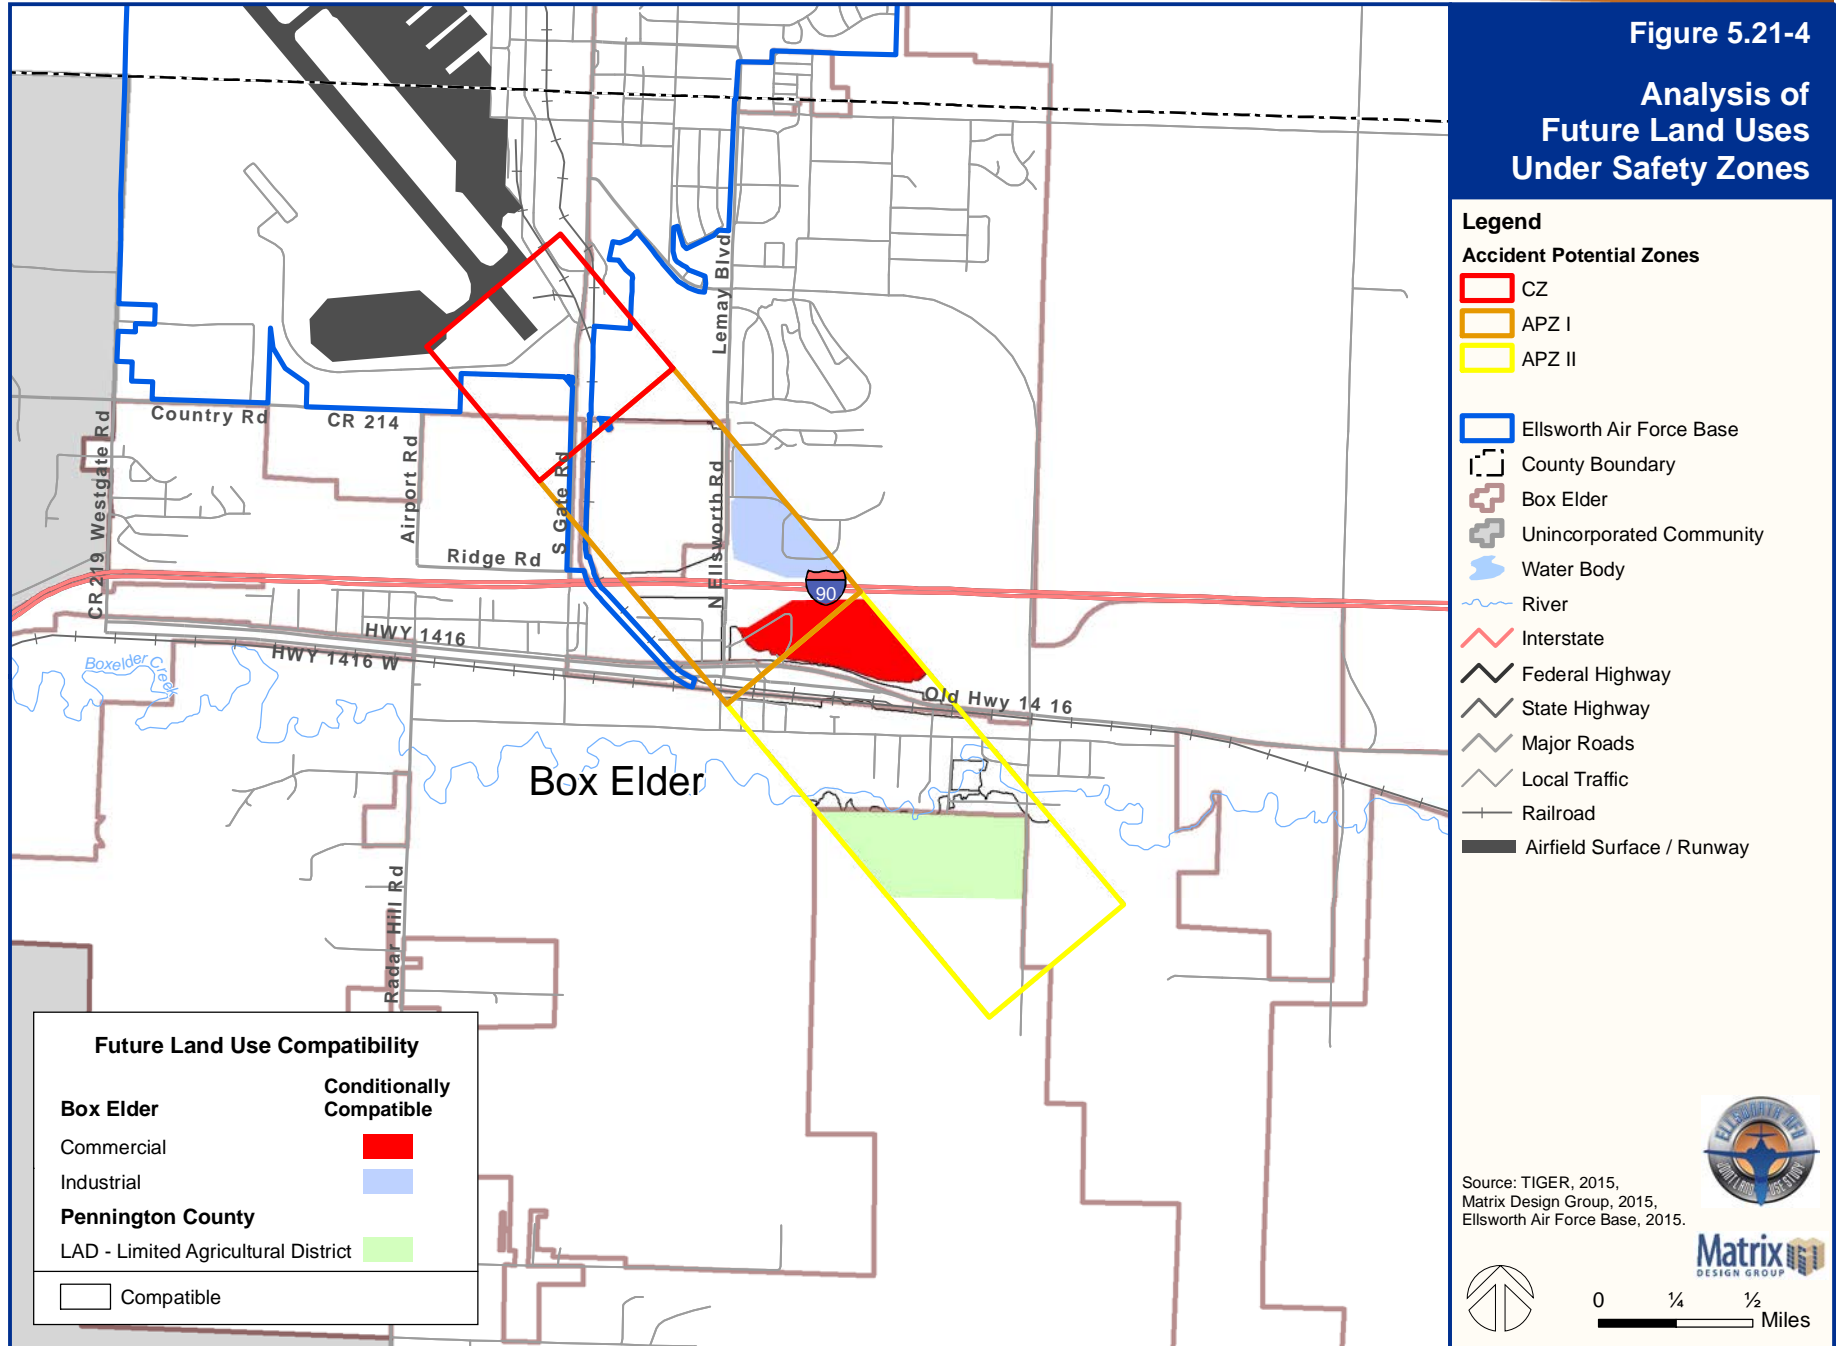 Figure 5.21-4
Analysis of
Future Land Uses
Under Safety Zones
Legend
Accident Potential Zones
CZ
APZ I
APZ II
Ellsworth Air Force Base
County Boundary
Box Elder
Unincorporated Community
Water Body
River
Interstate
Federal Highway
State Highway
Major Roads
Local Traffic
Railroad
Airfield Surface / Runway
Source: TIGER, 2015,
Matrix Design Group, 2015,
Ellsworth Air Force Base, 2015.
ELLSWORTH AFB
JOINT LAND USE STUDY
Matrix
DESIGN GROUP
0 ¼ ½
Miles
Lemay Blvd
Country Rd
CR 214
CR 219 Westgate Rd
Airport Rd
S Gate Rd
N Ellsworth Rd
Ridge Rd
90
HWY 1416
HWY 1416 W
Boxelder Creek
Old Hwy 14 16
Box Elder
Radar Hill Rd
Future Land Use Compatibility
Conditionally
Compatible
Box Elder
Commercial
Industrial
Pennington County
LAD - Limited Agricultural District
Compatible